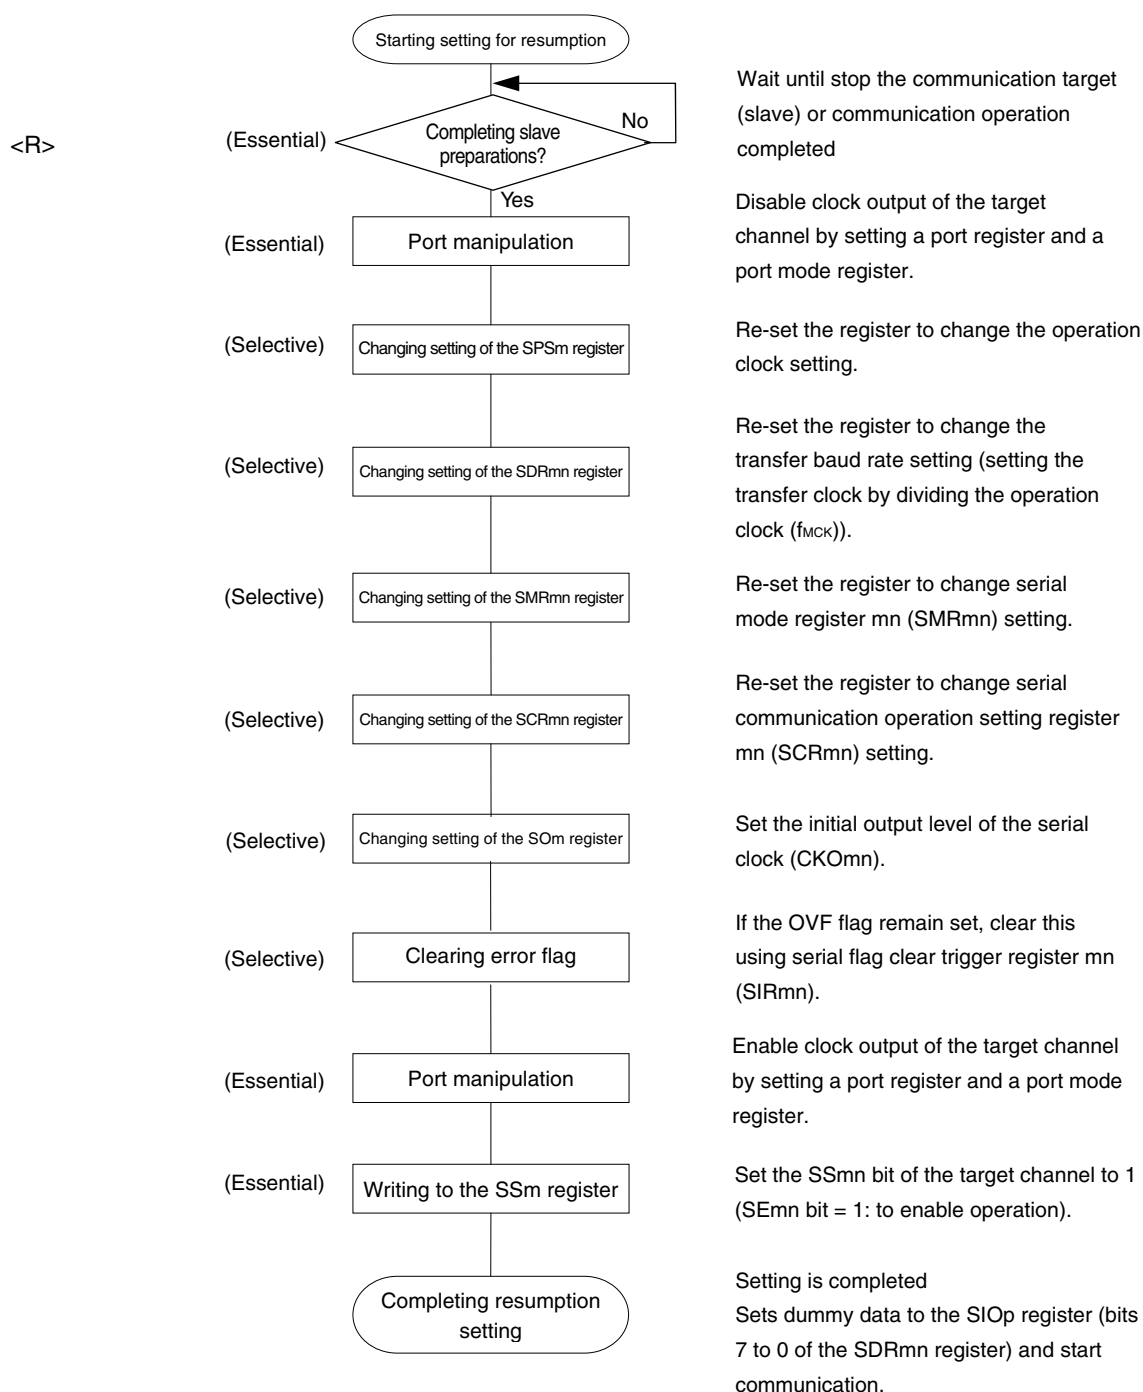 Starting setting for resumption
<R>
(Essential)
Completing slave
preparations?
No
Yes
Wait until stop the communication target
(slave) or communication operation
completed
(Essential)
Port manipulation
Disable clock output of the target
channel by setting a port register and a
port mode register.
(Selective)
Changing setting of the SPSm register
Re-set the register to change the operation
clock setting.
(Selective)
Changing setting of the SDRmn register
Re-set the register to change the
transfer baud rate setting (setting the
transfer clock by dividing the operation
clock (fMCK)).
(Selective)
Changing setting of the SMRmn register
Re-set the register to change serial
mode register mn (SMRmn) setting.
(Selective)
Changing setting of the SCRmn register
Re-set the register to change serial
communication operation setting register
mn (SCRmn) setting.
(Selective)
Changing setting of the SOm register
Set the initial output level of the serial
clock (CKOmn).
(Selective)
Clearing error flag
If the OVF flag remain set, clear this
using serial flag clear trigger register mn
(SIRmn).
(Essential)
Port manipulation
Enable clock output of the target channel
by setting a port register and a port mode
register.
(Essential)
Writing to the SSm register
Set the SSmn bit of the target channel to 1
(SEmn bit = 1: to enable operation).
Completing resumption
setting
Setting is completed
Sets dummy data to the SIOp register (bits
7 to 0 of the SDRmn register) and start
communication.